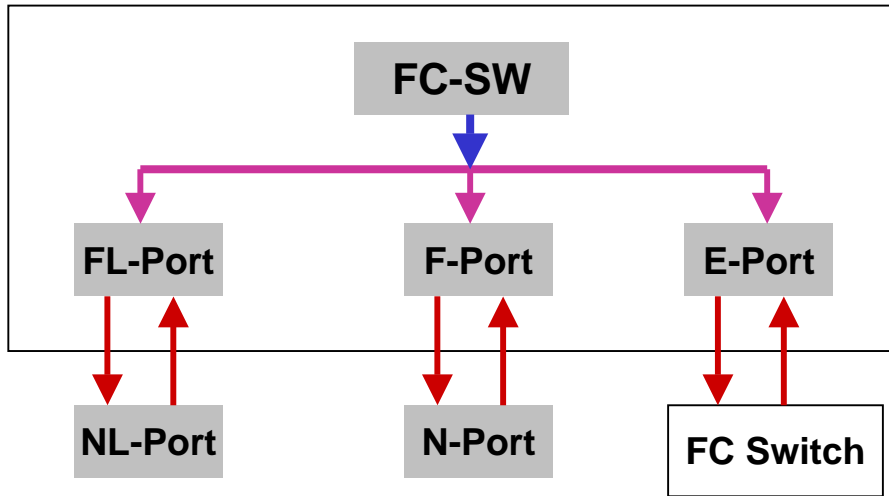 FC-SW
FL-Port
F-Port
E-Port
NL-Port
N-Port
FC Switch